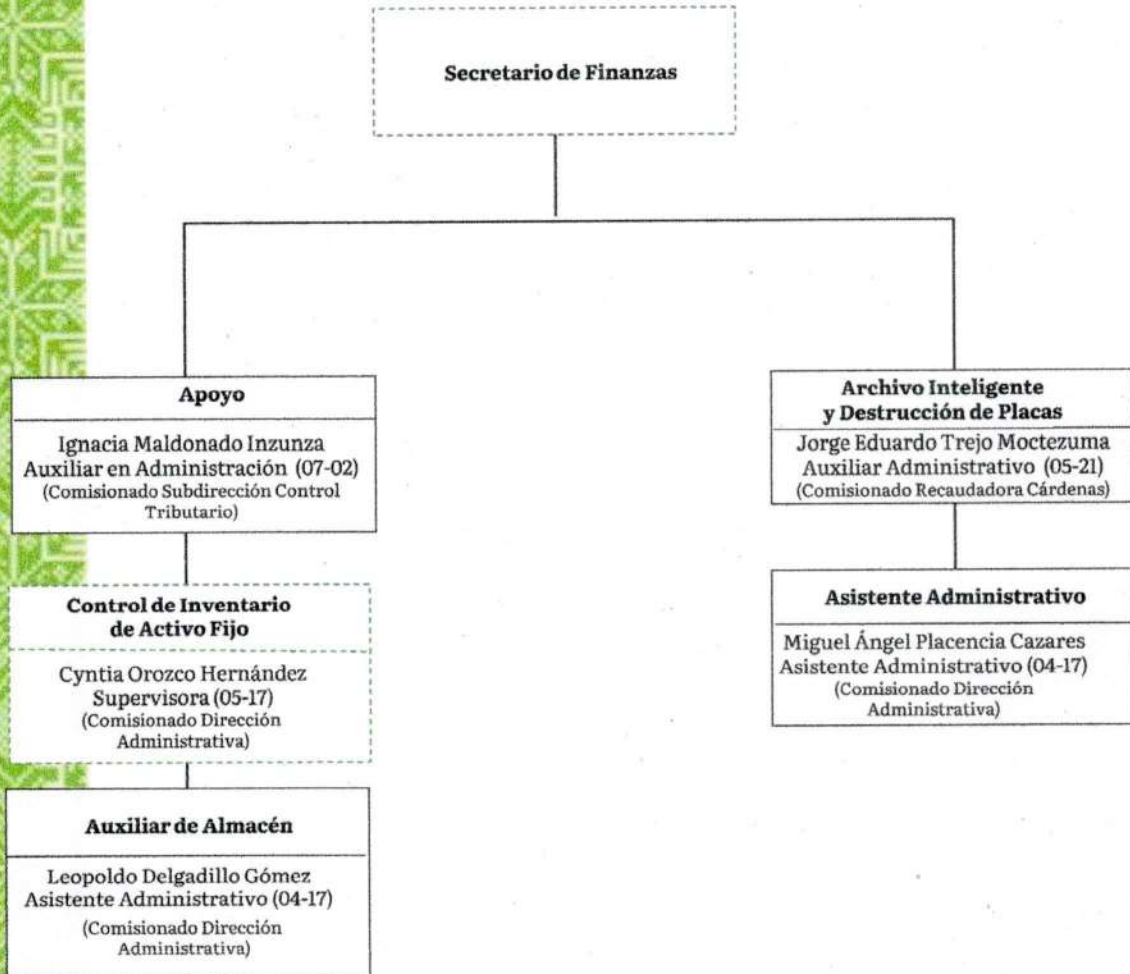 Secretario de Finanzas
Apoyo
Ignacia Maldonado Inzunza
Auxiliar en Administración (07-02)
(Comisionado Subdirección Control
Tributario)
Control de Inventario
de Activo Fijo
Cyntia Orozco Hernández
Supervisora (05-17)
(Comisionado Dirección
Administrativa)
Auxiliar de Almacén
Leopoldo Delgadillo Gómez
Asistente Administrativo (04-17)
(Comisionado Dirección
Administrativa)
Archivo Inteligente
y Destrucción de Placas
Jorge Eduardo Trejo Moctezuma
Auxiliar Administrativo (05-21)
(Comisionado Recaudadora Cárdenas)
Asistente Administrativo
Miguel Ángel Placencia Cazares
Asistente Administrativo (04-17)
(Comisionado Dirección
Administrativa)